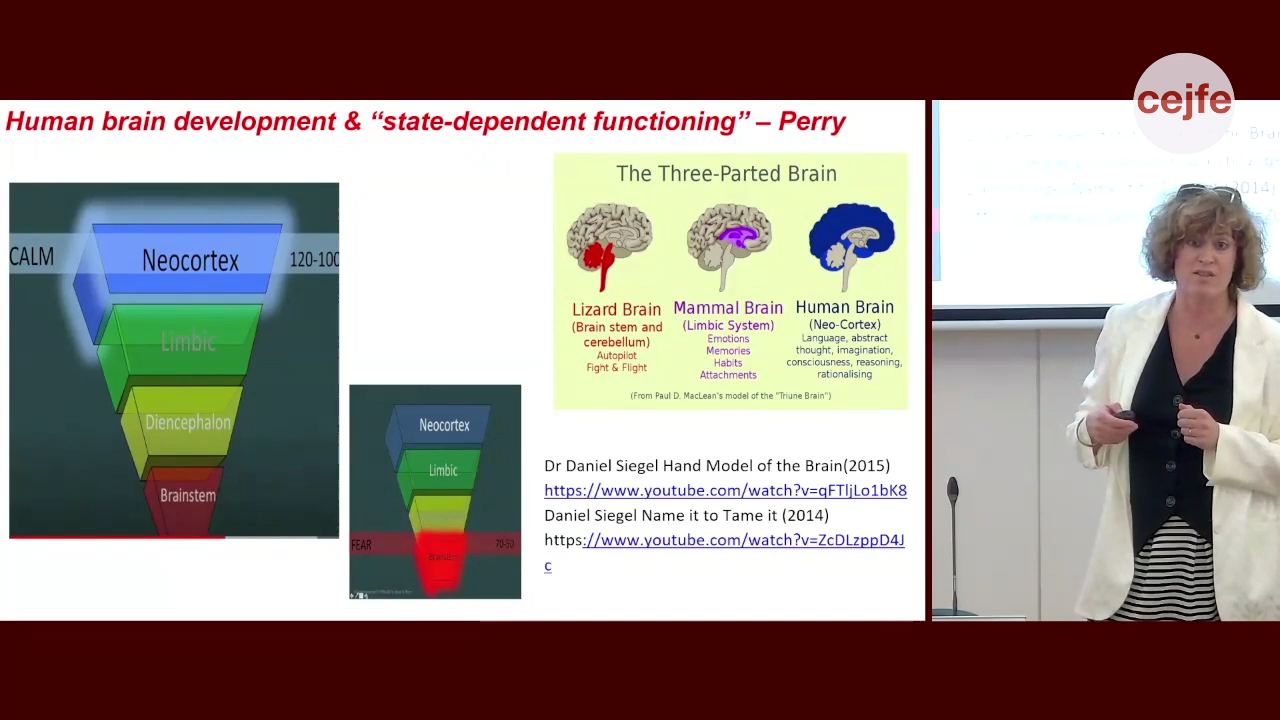 cejfe
Human brain development & “state-dependent functioning” – Perry
CALM
Neocortex
120-100
Limbic
Diencephalon
Brainstem
Neocortex
Limbic
FEAR
70-50
The Three-Parted Brain
Lizard Brain
(Brain stem and
cerebellum)
Autopilot
Fight & Flight
Mammal Brain
(Limbic System)
Emotions
Memories
Habits
Attachments
Human Brain
(Neo-Cortex)
Language, abstract
thought, imagination,
consciousness, reasoning,
rationalising
(From Paul D. MacLean's model of the "Triune Brain")
Dr Daniel Siegel Hand Model of the Brain(2015)
https://www.youtube.com/watch?v=qFTljLo1bK8
Daniel Siegel Name it to Tame it (2014)
https://www.youtube.com/watch?v=ZcDLzppD4J
c